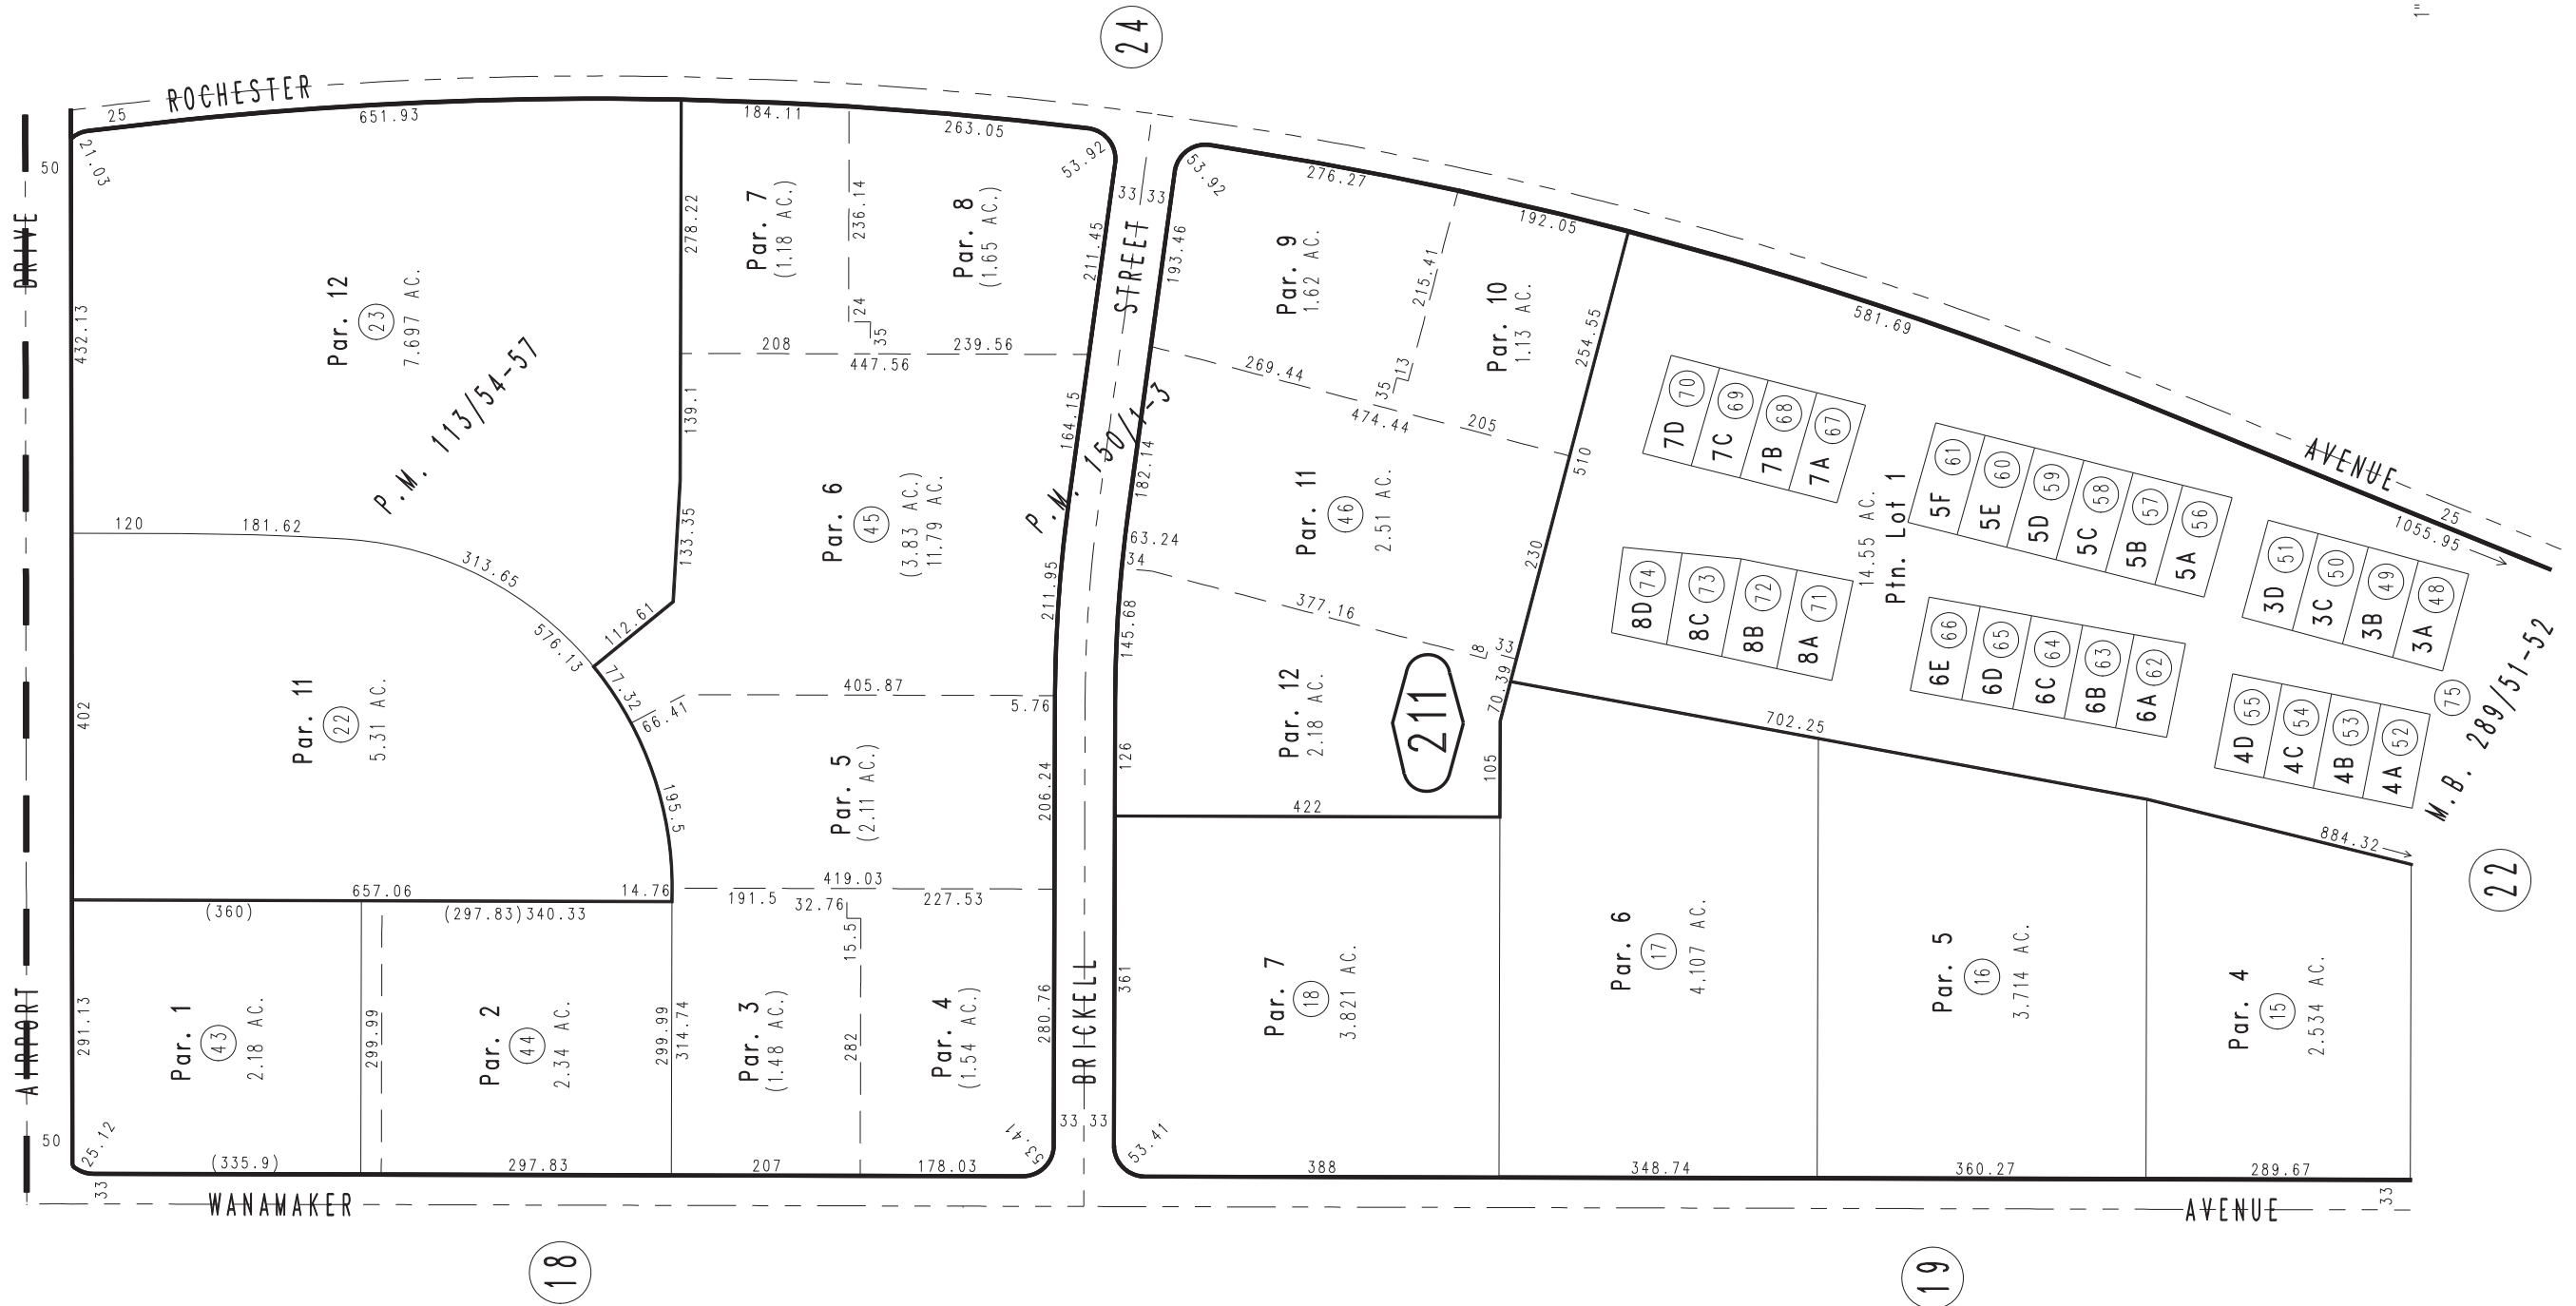 24
1"
ROCHESTER
25
651.93
184.11
263.05
50
21.03
DRIVE
432.13
Par. 12
23
7.697 AC.
P.M. 113/54-57
278.22
139.1
133.35
112.61
Par. 7
(1.18 AC.)
236.14
24
35
Par. 8
(1.65 AC.)
53.92
211.45
208
239.56
447.56
164.15
Par. 6
45
(3.83 AC.)
11.79 AC.
211.95
P.M. 150/1-3
33 33
STREET
53.92
193.46
276.27
192.05
Par. 9
1.62 AC.
215.41
13
35
Par. 10
1.13 AC.
254.55
269.44
474.44
205
510
182.14
63.24
34
145.68
Par. 11
46
2.51 AC.
230
377.16
18
33
70.39
Par. 12
2.18 AC.
211
126
105
422
120
181.62
313.65
576.13
77.32
66.41
195.5
402
Par. 11
22
5.31 AC.
657.06
14.76
405.87
5.76
Par. 5
(2.11 AC.)
206.24
419.03
191.5
32.76
227.53
(360)
(297.83)340.33
15.5
291.13
Par. 1
43
2.18 AC.
299.99
Par. 2
44
2.34 AC.
299.99
314.74
Par. 3
(1.48 AC.)
282
Par. 4
(1.54 AC.)
280.76
AIRPORT
50
25.12
33
(335.9)
297.83
207
178.03
53.41
33 33
BRICKELL
53.41
361
Par. 7
18
3.821 AC.
388
Par. 6
17
4.107 AC.
348.74
Par. 5
16
3.714 AC.
360.27
Par. 4
15
2.534 AC.
289.67
33
WANAMAKER
AVENUE
702.25
884.32
581.69
AVENUE
25
1055.95
7D 70
7C 69
7B 68
7A 67
8D 74
8C 73
8B 72
8A 71
14.55 AC.
Ptn. Lot 1
5F 61
5E 60
5D 59
5C 58
5B 57
5A 56
6E 66
6D 65
6C 64
6B 63
6A 62
3D 51
3C 50
3B 49
3A 48
4D 55
4C 54
4B 53
4A 52
75
M.B. 289/51-52
22
18
19